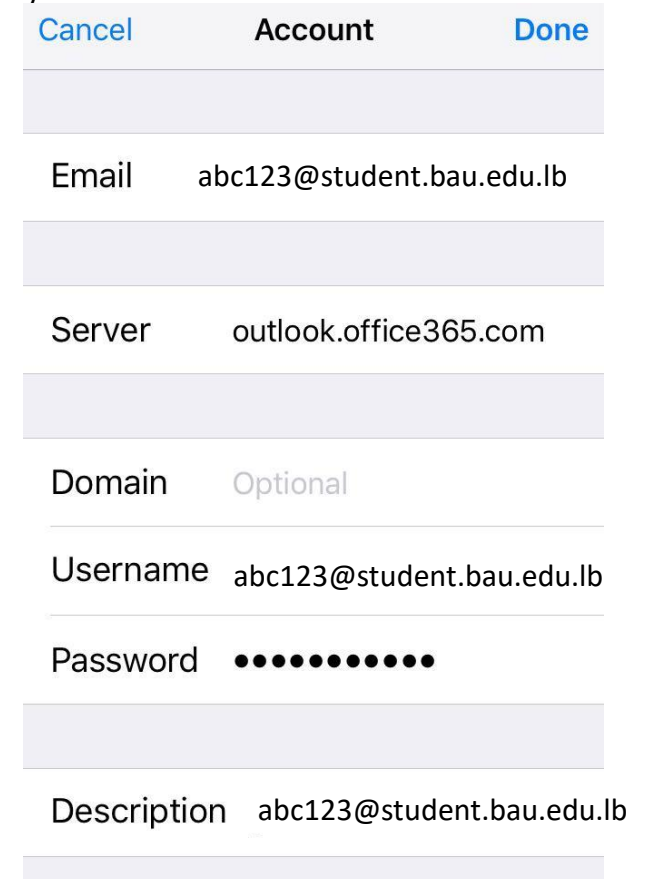 Cancel Account Done
Email abc123@student.bau.edu.lb
Server outlook.office365.com
Domain Optional
Username abc123@student.bau.edu.lb
Password •••••••••••
Description abc123@student.bau.edu.lb